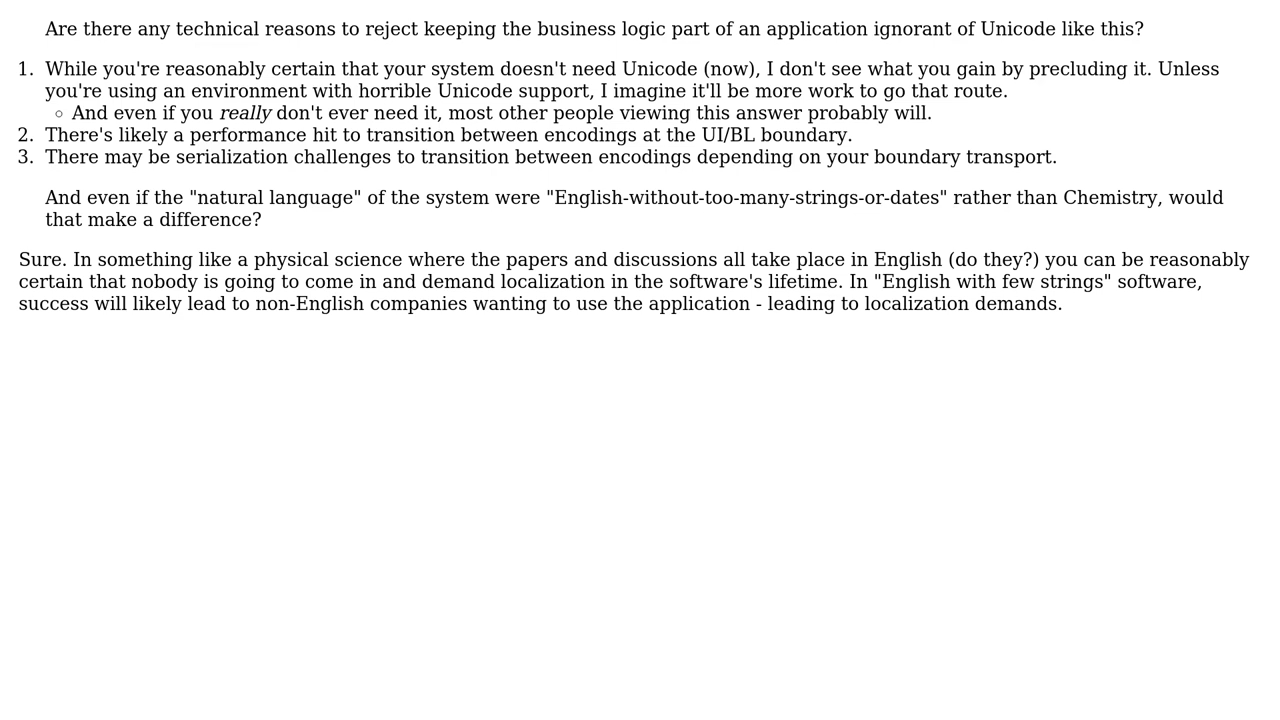 Are there any technical reasons to reject keeping the business logic part of an application ignorant of Unicode like this?
1. While you're reasonably certain that your system doesn't need Unicode (now), I don't see what you gain by precluding it. Unless
you're using an environment with horrible Unicode support, I imagine it'll be more work to go that route.
◦ And even if you really don't ever need it, most other people viewing this answer probably will.
2. There's likely a performance hit to transition between encodings at the UI/BL boundary.
3. There may be serialization challenges to transition between encodings depending on your boundary transport.
And even if the "natural language" of the system were "English-without-too-many-strings-or-dates" rather than Chemistry, would
that make a difference?
Sure. In something like a physical science where the papers and discussions all take place in English (do they?) you can be reasonably
certain that nobody is going to come in and demand localization in the software's lifetime. In "English with few strings" software,
success will likely lead to non-English companies wanting to use the application - leading to localization demands.